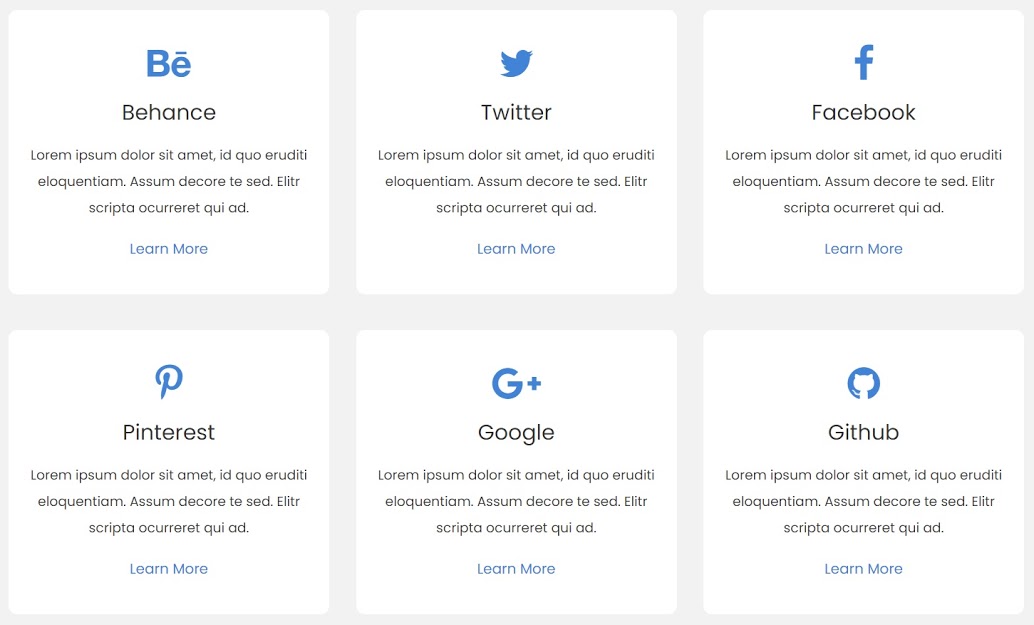 Bē
Behance
Lorem ipsum dolor sit amet, id quo eruditi
eloquentiam. Assum decore te sed. Elitr
scripta ocurreret qui ad.
Learn More
Twitter
Lorem ipsum dolor sit amet, id quo eruditi
eloquentiam. Assum decore te sed. Elitr
scripta ocurreret qui ad.
Learn More
f
Facebook
Lorem ipsum dolor sit amet, id quo eruditi
eloquentiam. Assum decore te sed. Elitr
scripta ocurreret qui ad.
Learn More
P
Pinterest
Lorem ipsum dolor sit amet, id quo eruditi
eloquentiam. Assum decore te sed. Elitr
scripta ocurreret qui ad.
Learn More
G+
Google
Lorem ipsum dolor sit amet, id quo eruditi
eloquentiam. Assum decore te sed. Elitr
scripta ocurreret qui ad.
Learn More
Github
Lorem ipsum dolor sit amet, id quo eruditi
eloquentiam. Assum decore te sed. Elitr
scripta ocurreret qui ad.
Learn More